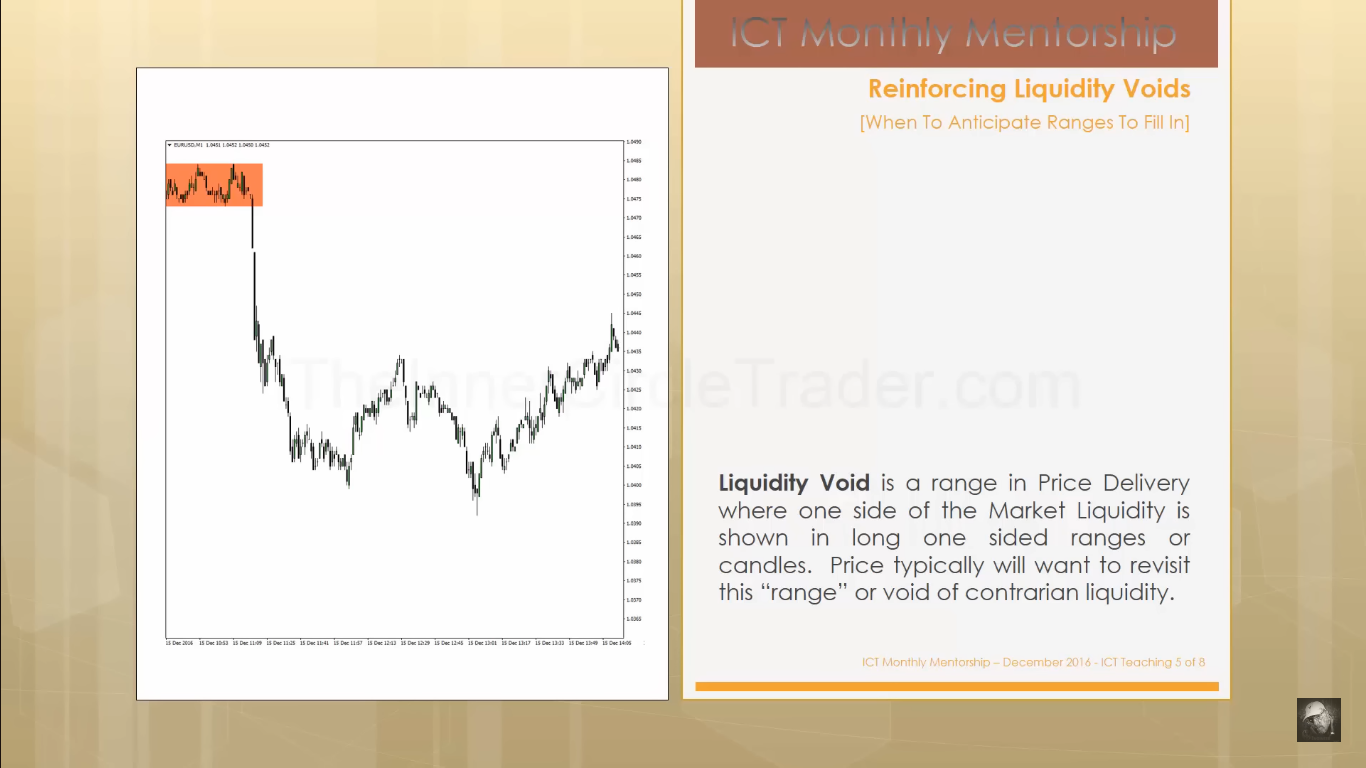 ICT Monthly Mentorship
Reinforcing Liquidity Voids
[When To Anticipate Ranges To Fill In]
EURUSD,M1 1.0451 1.0452 1.0450 1.0452
1.0490
1.0485
1.0480
1.0475
1.0470
1.0465
1.0460
1.0455
1.0450
1.0445
1.0440
1.0435
1.0430
1.0425
1.0420
1.0415
1.0410
1.0405
1.0400
1.0395
1.0390
1.0385
1.0380
1.0375
1.0370
1.0365
15 Dec 2016 15 Dec 10:53 15 Dec 11:09 15 Dec 11:25 15 Dec 11:41 15 Dec 11:57 15 Dec 12:13 15 Dec 12:29 15 Dec 12:45 15 Dec 13:01 15 Dec 13:17 15 Dec 13:33 15 Dec 13:49 15 Dec 14:05
TheInnerCircleTrader.com
Liquidity Void is a range in Price Delivery
where one side of the Market Liquidity is
shown in long one sided ranges or
candles. Price typically will want to revisit
this “range” or void of contrarian liquidity.
ICT Monthly Mentorship – December 2016 - ICT Teaching 5 of 8